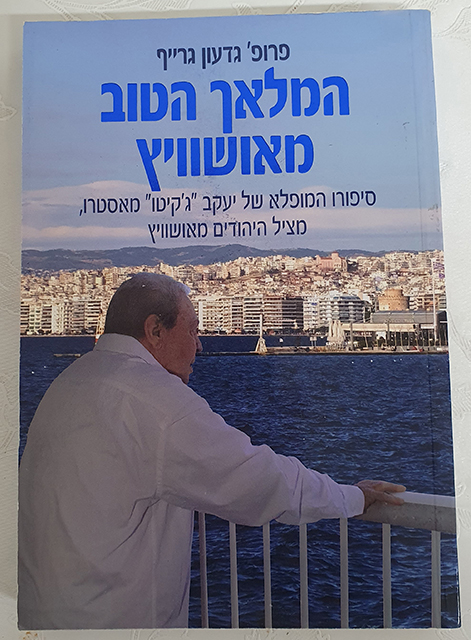 פרופ' גדעון גרייף
המלאך הטוב
מאושוויץ
סיפורו המופלא של יעקב "ג'קיטו" מאסטרו,
מציל היהודים מאושוויץ